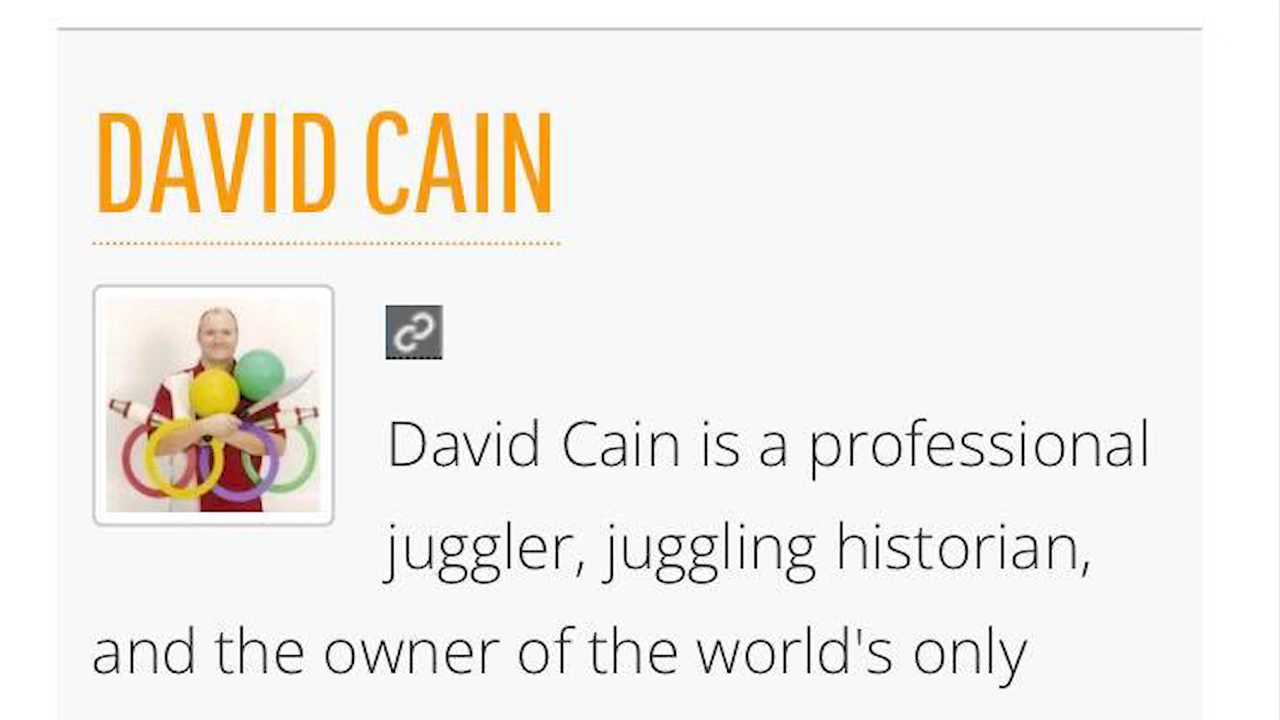 DAVID CAIN
David Cain is a professional
juggler, juggling historian,
and the owner of the world's only